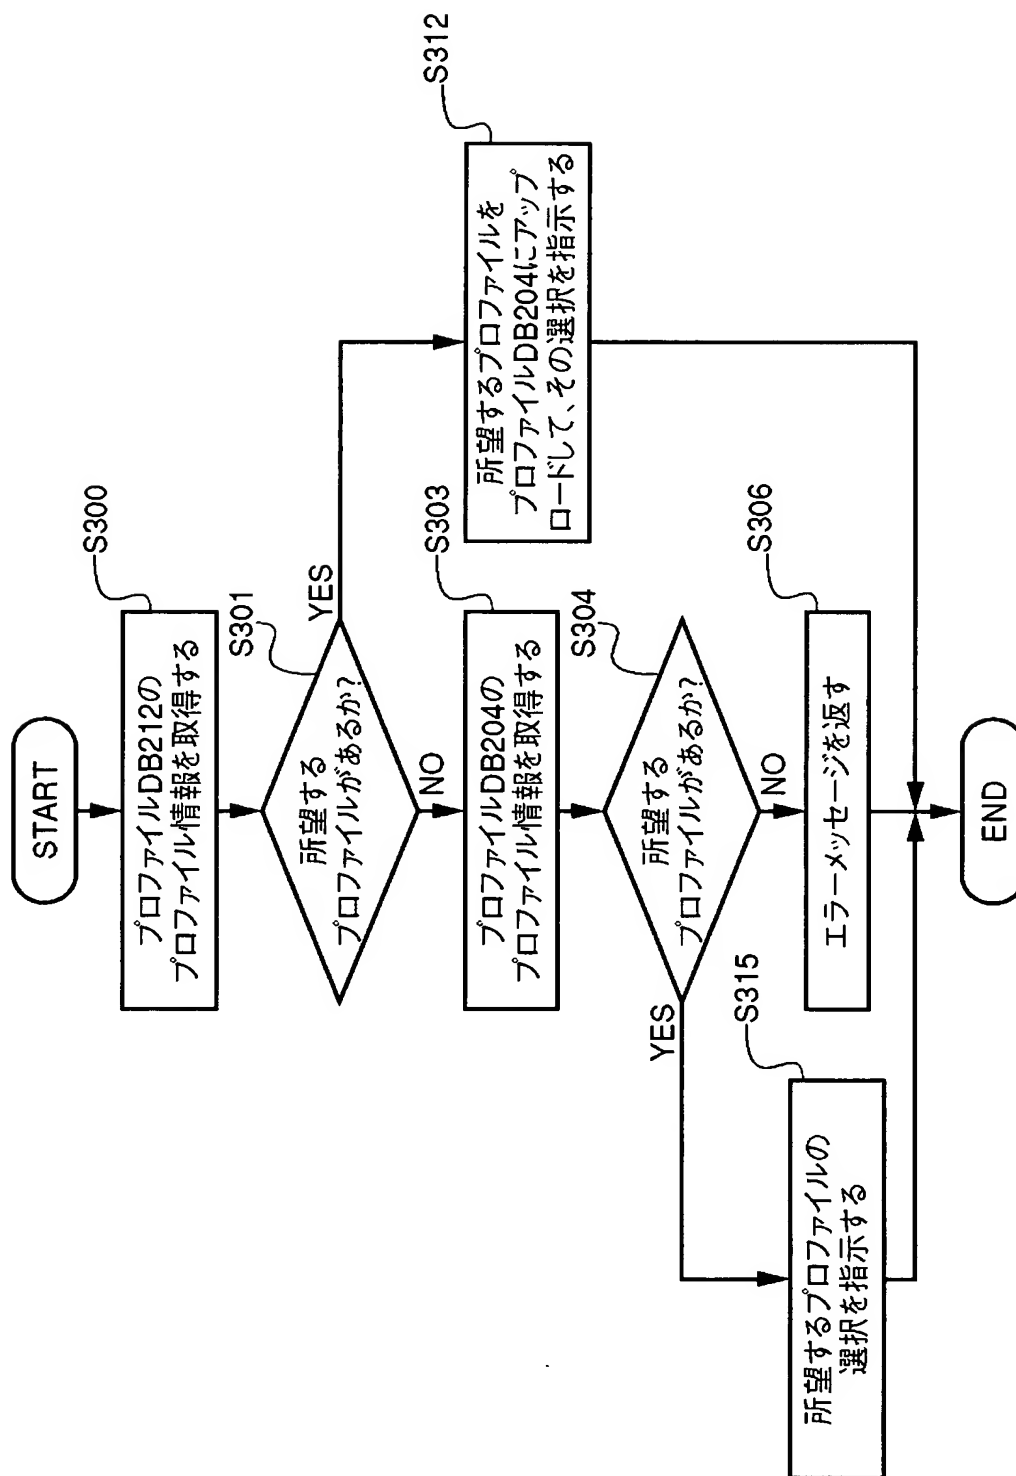 START
S300
プロファイルDB212の
プロファイル情報を取得する
S301
所望する
プロファイルがあるか?
YES
NO
S312
所望するプロファイルを
プロファイルDB204にアップ
ロードして、その選択を指示する
S303
プロファイルDB204の
プロファイル情報を取得する
S304
所望する
プロファイルがあるか?
YES
NO
S315
所望するプロファイルの
選択を指示する
S306
エラーメッセージを返す
END